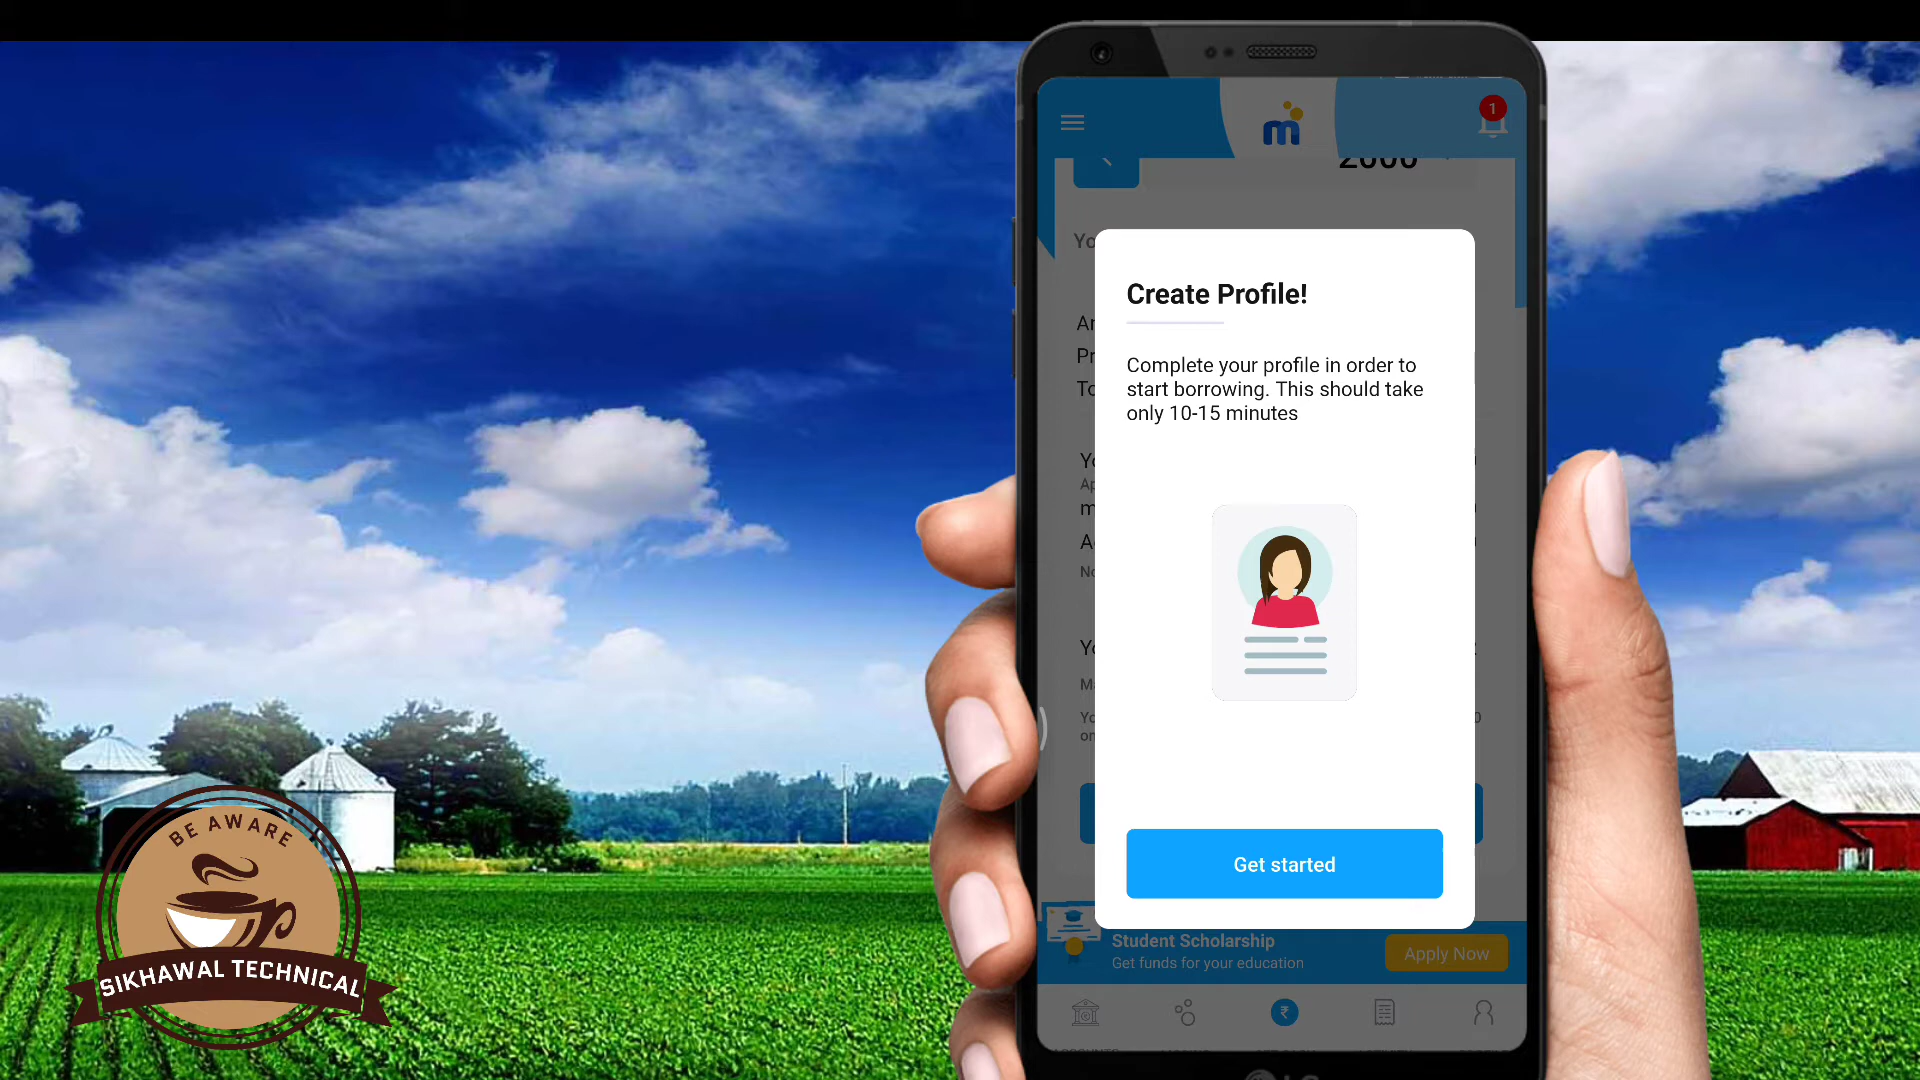 1
2000
Create Profile!
Complete your profile in order to
start borrowing. This should take
only 10-15 minutes
Get started
Student Scholarship
Get funds for your education
Apply Now
BE AWARE
SIKHAWAL TECHNICAL